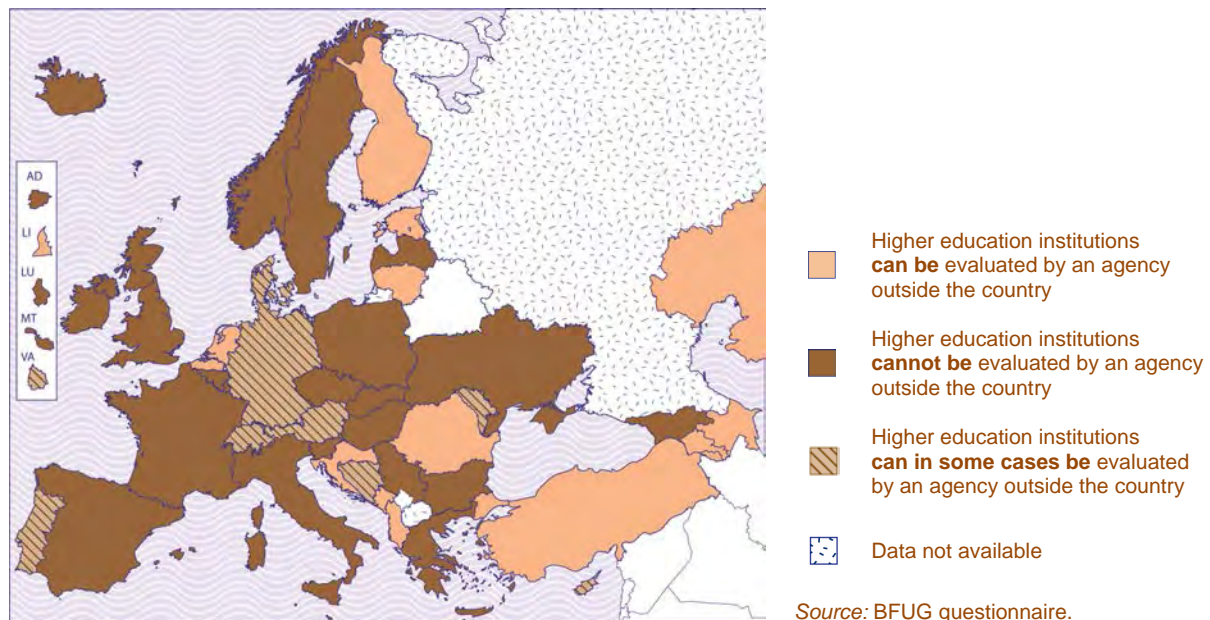 AD
LI
LU
MT
VA
Higher education institutions
can be evaluated by an agency
outside the country
Higher education institutions
cannot be evaluated by an agency
outside the country
Higher education institutions
can in some cases be evaluated
by an agency outside the country
Data not available
Source: BFUG questionnaire.